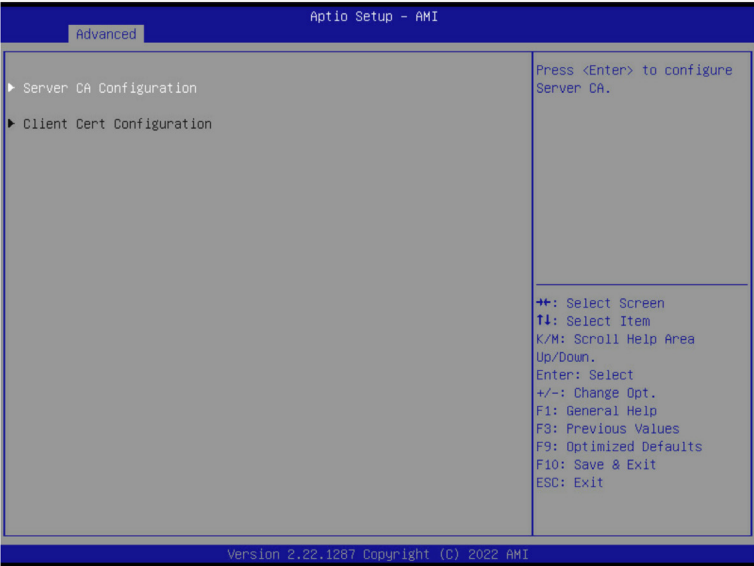 Aptio Setup – AMI
Advanced
Server CA Configuration
Client Cert Configuration
Press <Enter> to configure
Server CA.
→←: Select Screen
↑↓: Select Item
K/M: Scroll Help Area
Up/Down.
Enter: Select
+/-: Change Opt.
F1: General Help
F3: Previous Values
F9: Optimized Defaults
F10: Save & Exit
ESC: Exit
Version 2.22.1287 Copyright (C) 2022 AMI